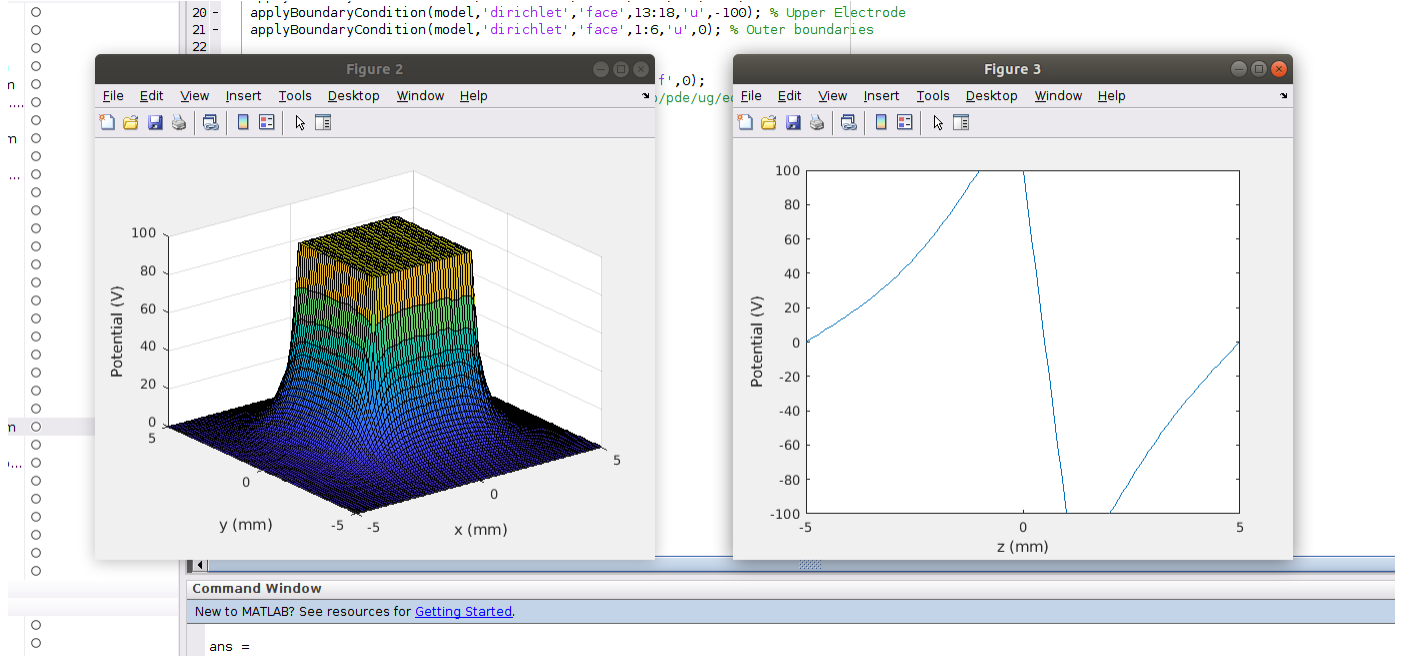 20 - applyBoundaryCondition(model,'dirichlet','face',13:18,'u',-100); % Upper Electrode
21 - applyBoundaryCondition(model,'dirichlet','face',1:6,'u',0); % Outer boundaries
22
f',0);
Figure 2
File Edit View Insert Tools Desktop Window Help
100
80
60
40
20
0
Potential (V)
5
0
-5
y (mm)
-5
0
5
x (mm)
Figure 3
File Edit View Insert Tools Desktop Window Help
100
80
60
40
20
0
-20
-40
-60
-80
-100
Potential (V)
-5 0 5
z (mm)
Command Window
New to MATLAB? See resources for Getting Started.
ans =